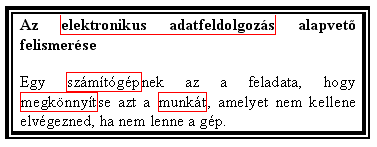 Az elektronikus adatfeldolgozás alapvető
felismerése
Egy számítógépnek az a feladata, hogy
megkönnyítse azt a munkát, amelyet nem kellene
elvégezned, ha nem lenne a gép.